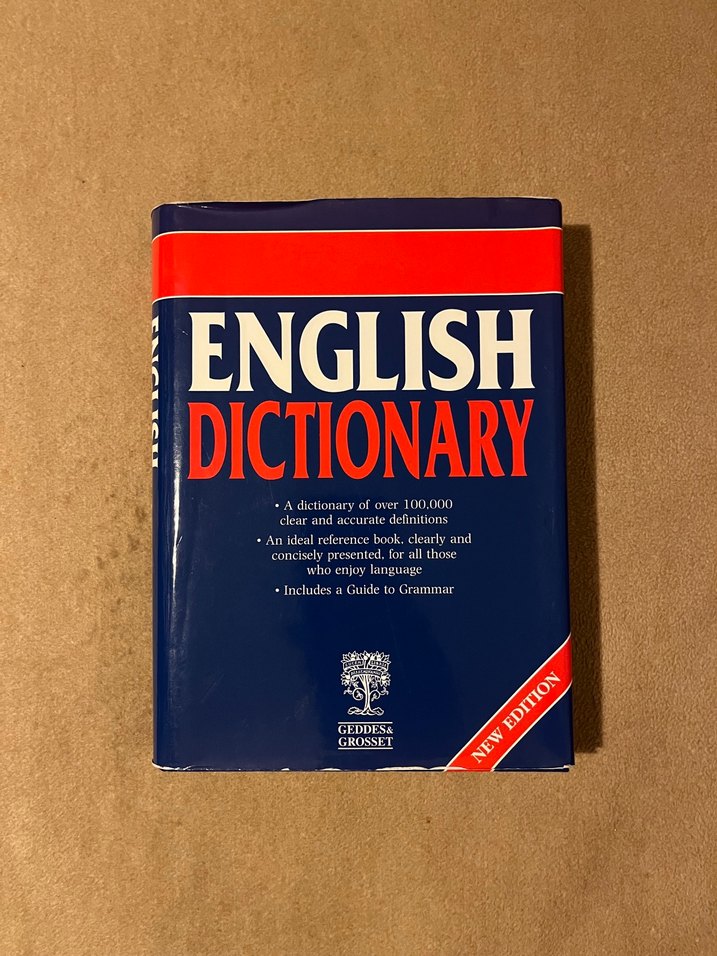 ENGLISH
ENGLISH
DICTIONARY
• A dictionary of over 100,000
clear and accurate definitions
• An ideal reference book, clearly and
concisely presented, for all those
who enjoy language
• Includes a Guide to Grammar
GEDDES &
GROSSET
NEW EDITION